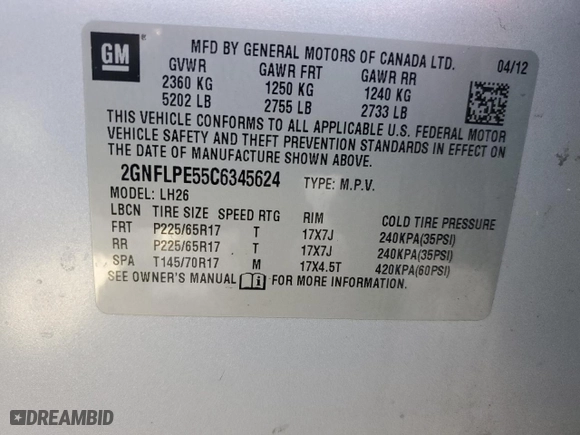 GM
MFD BY GENERAL MOTORS OF CANADA LTD.
04/12
GVWR GAWR FRT GAWR RR
2360 KG 1250 KG 1240 KG
5202 LB 2755 LB 2733 LB
THIS VEHICLE CONFORMS TO ALL APPLICABLE U.S. FEDERAL MOTOR
VEHICLE SAFETY AND THEFT PREVENTION STANDARDS IN EFFECT ON
THE DATE OF MANUFACTURE SHOWN ABOVE.
2GNFLPE55C6345624 TYPE: M.P.V.
MODEL: LH26
LBCN TIRE SIZE SPEED RTG RIM COLD TIRE PRESSURE
FRT P225/65R17 T 17X7J 240KPA(35PSI)
RR P225/65R17 T 17X7J 240KPA(35PSI)
SPA T145/70R17 M 17X4.5T 420KPA(60PSI)
SEE OWNER'S MANUAL FOR MORE INFORMATION.
DREAMBID